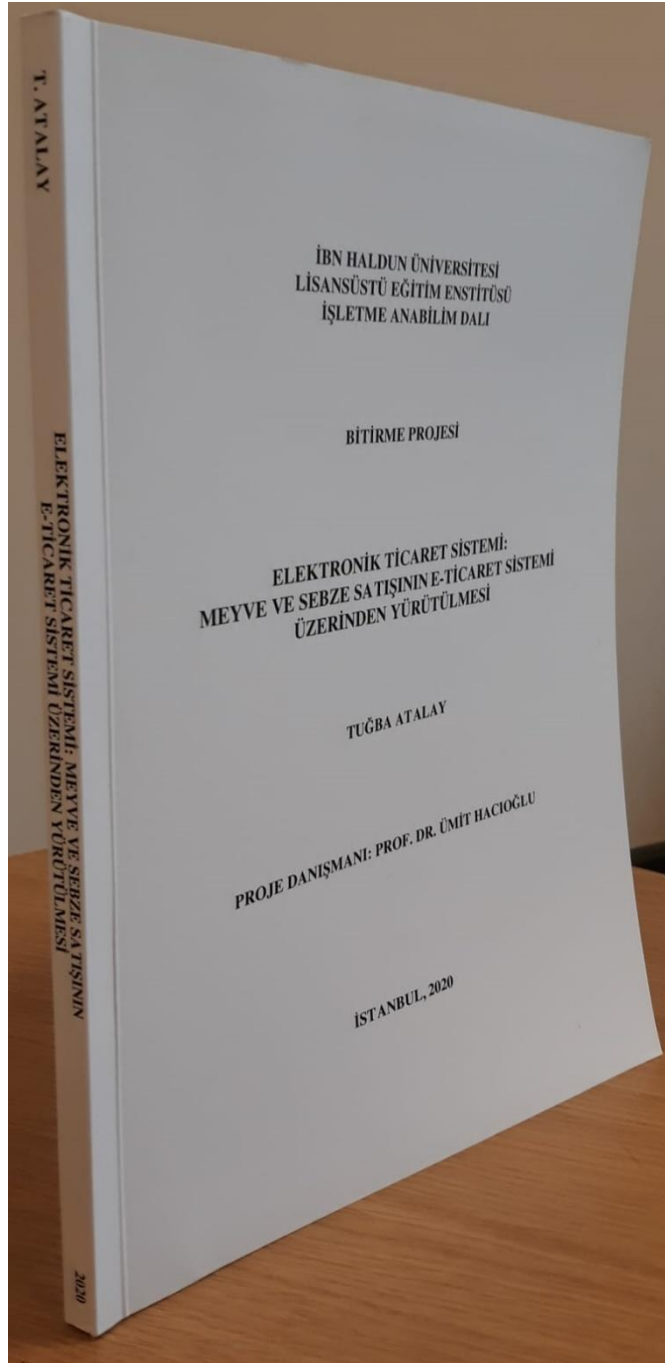 T. ATALAY
ELEKTRONİK TİCARET SİSTEMİ: MEYVE VE SEBZE SATIŞININ
E-TİCARET SİSTEMİ ÜZERİNDEN YÜRÜTÜLMESİ
2020
İBN HALDUN ÜNİVERSİTESİ
LİSANSÜSTÜ EĞİTİM ENSTİTÜSÜ
İŞLETME ANABİLİM DALI
BİTİRME PROJESİ
ELEKTRONİK TİCARET SİSTEMİ:
MEYVE VE SEBZE SATIŞININ E-TİCARET SİSTEMİ
ÜZERİNDEN YÜRÜTÜLMESİ
TUĞBA ATALAY
PROJE DANIŞMANI: PROF. DR. ÜMİT HACIOĞLU
İSTANBUL, 2020